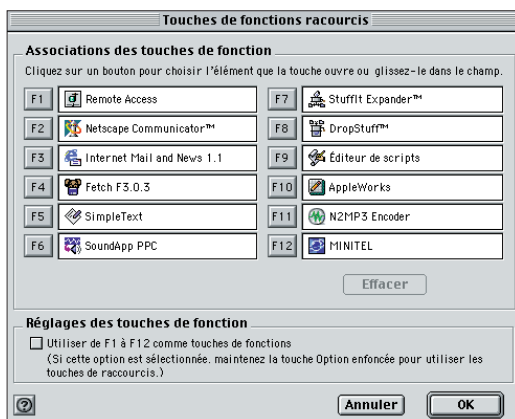 Touches de fonctions racourcis
Associations des touches de fonction
Cliquez sur un bouton pour choisir l'élément que la touche ouvre ou glissez-le dans le champ.
F1 Remote Access
F2 Netscape Communicator™
F3 Internet Mail and News 1.1
F4 Fetch F3.0.3
F5 SimpleText
F6 SoundApp PPC
F7 StuffIt Expander™
F8 DropStuff™
F9 Éditeur de scripts
F10 AppleWorks
F11 N2MP3 Encoder
F12 MINITEL
Effacer
Réglages des touches de fonction
Utiliser de F1 à F12 comme touches de fonctions
(Si cette option est sélectionnée. maintenez la touche Option enfoncée pour utiliser les
touches de raccourcis.)
?
Annuler
OK